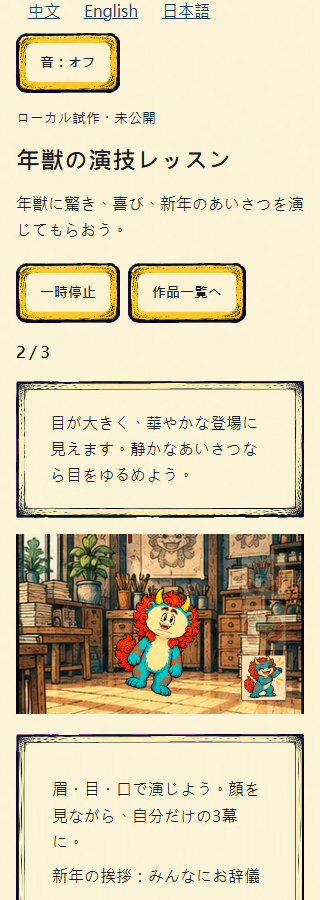 中文 English 日本語
音：オフ
ローカル試作・未公開
年獣の演技レッスン
年獣に驚き、喜び、新年のあいさつを演
じてもらおう。
一時停止 作品一覧へ
2 / 3
目が大きく、華やかな登場に
見えます。静かなあいさつな
ら目をゆるめよう。
眉・目・口で演じよう。顔を
見ながら、自分だけの3幕
に。
新年の挨拶：みんなにお辞儀